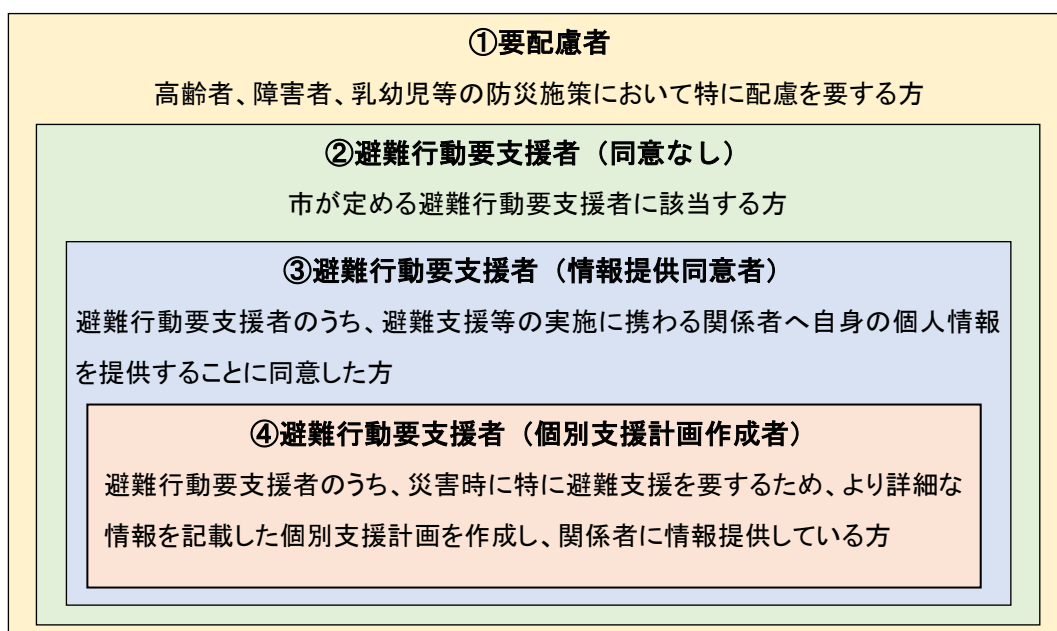 ①要配慮者
高齢者、障害者、乳幼児等の防災施策において特に配慮を要する方
②避難行動要支援者（同意なし）
市が定める避難行動要支援者に該当する方
③避難行動要支援者（情報提供同意者）
避難行動要支援者のうち、避難支援等の実施に携わる関係者へ自身の個人情報
を提供することに同意した方
④避難行動要支援者（個別支援計画作成者）
避難行動要支援者のうち、災害時に特に避難支援を要するため、より詳細な
情報を記載した個別支援計画を作成し、関係者に情報提供している方